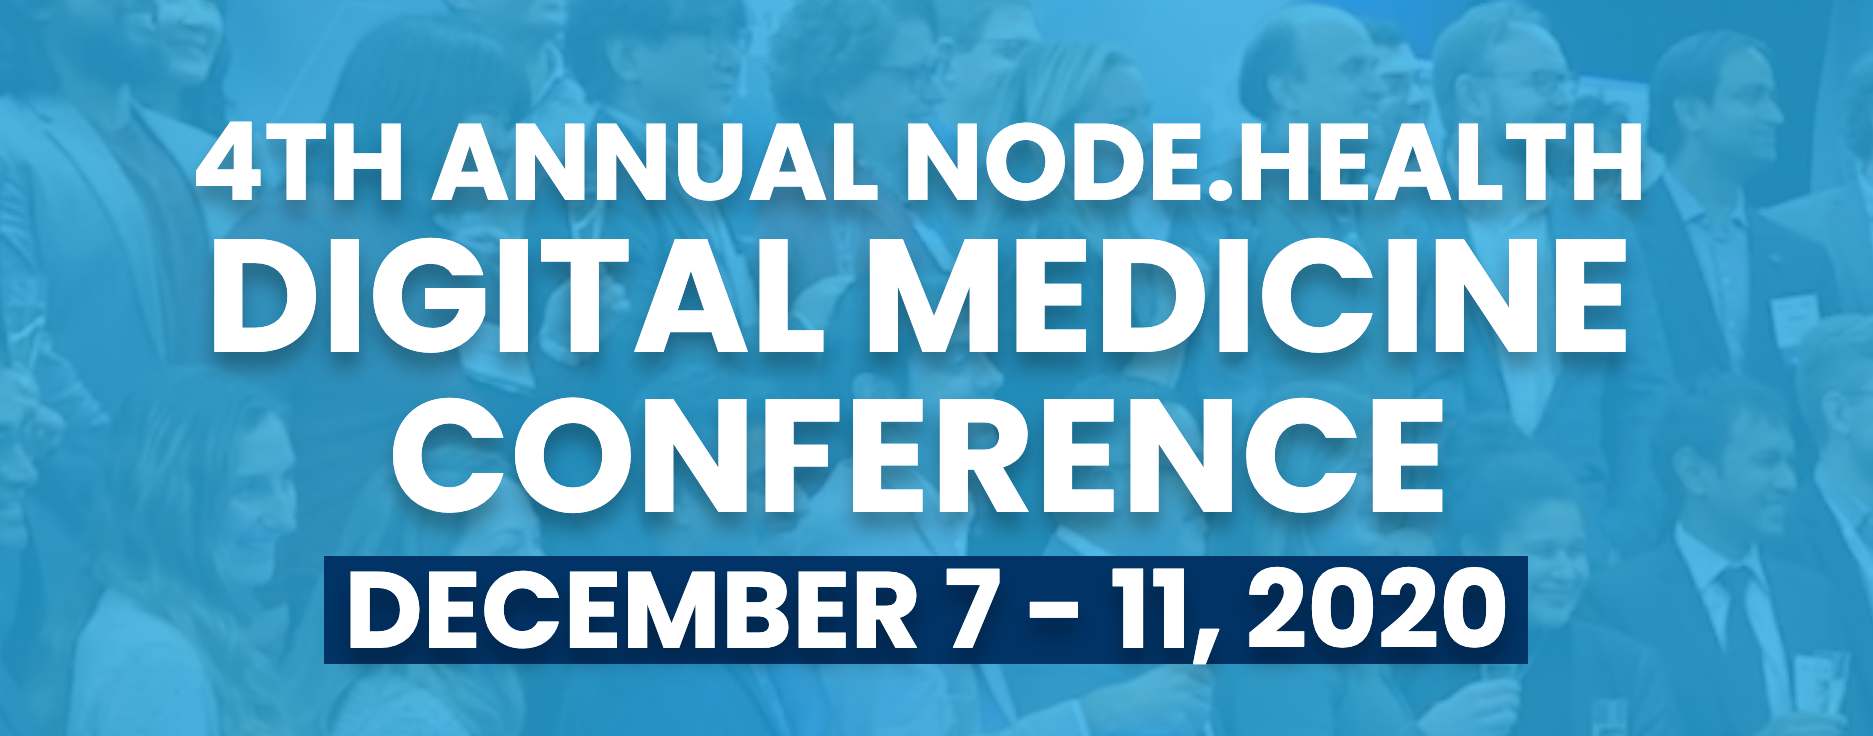 4TH ANNUAL NODE.HEALTH
DIGITAL MEDICINE
CONFERENCE
DECEMBER 7 - 11, 2020